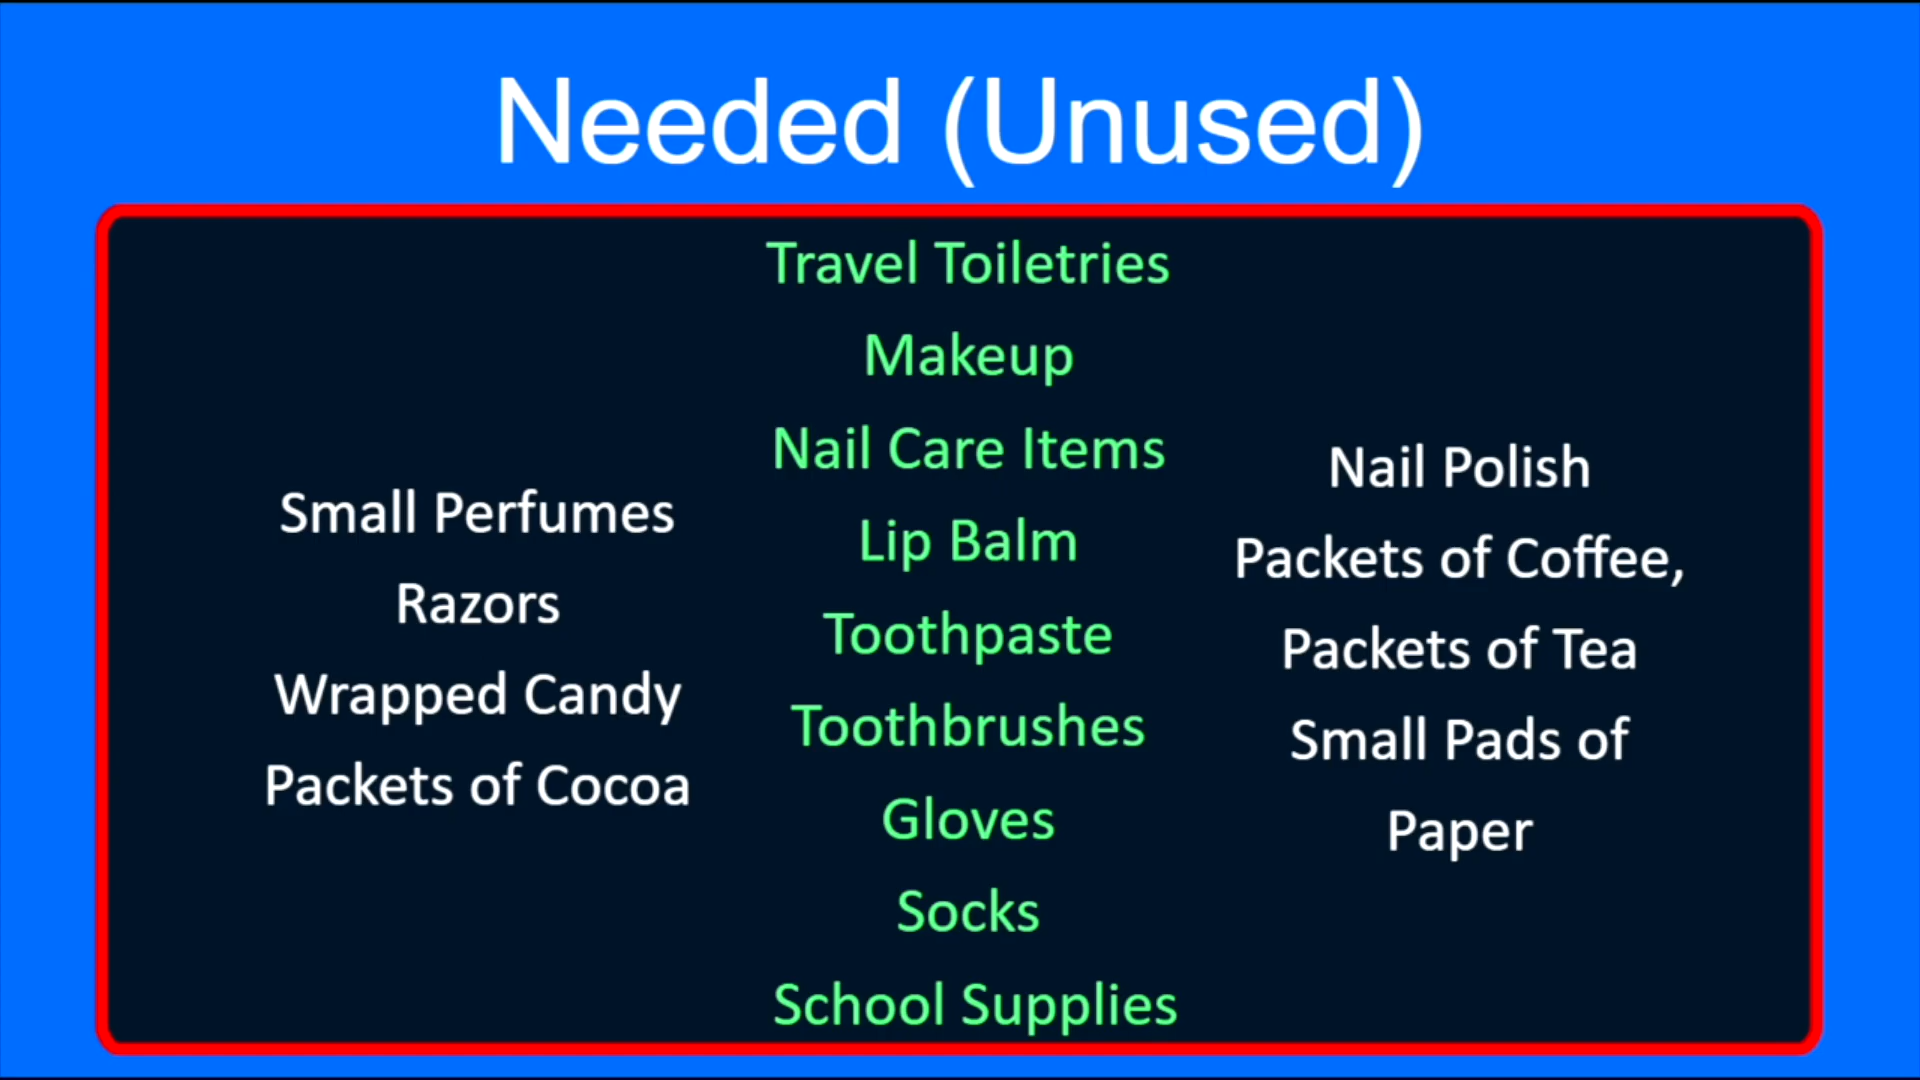 Needed (Unused)
Small Perfumes
Razors
Wrapped Candy
Packets of Cocoa
Travel Toiletries
Makeup
Nail Care Items
Lip Balm
Toothpaste
Toothbrushes
Gloves
Socks
School Supplies
Nail Polish
Packets of Coffee,
Packets of Tea
Small Pads of
Paper